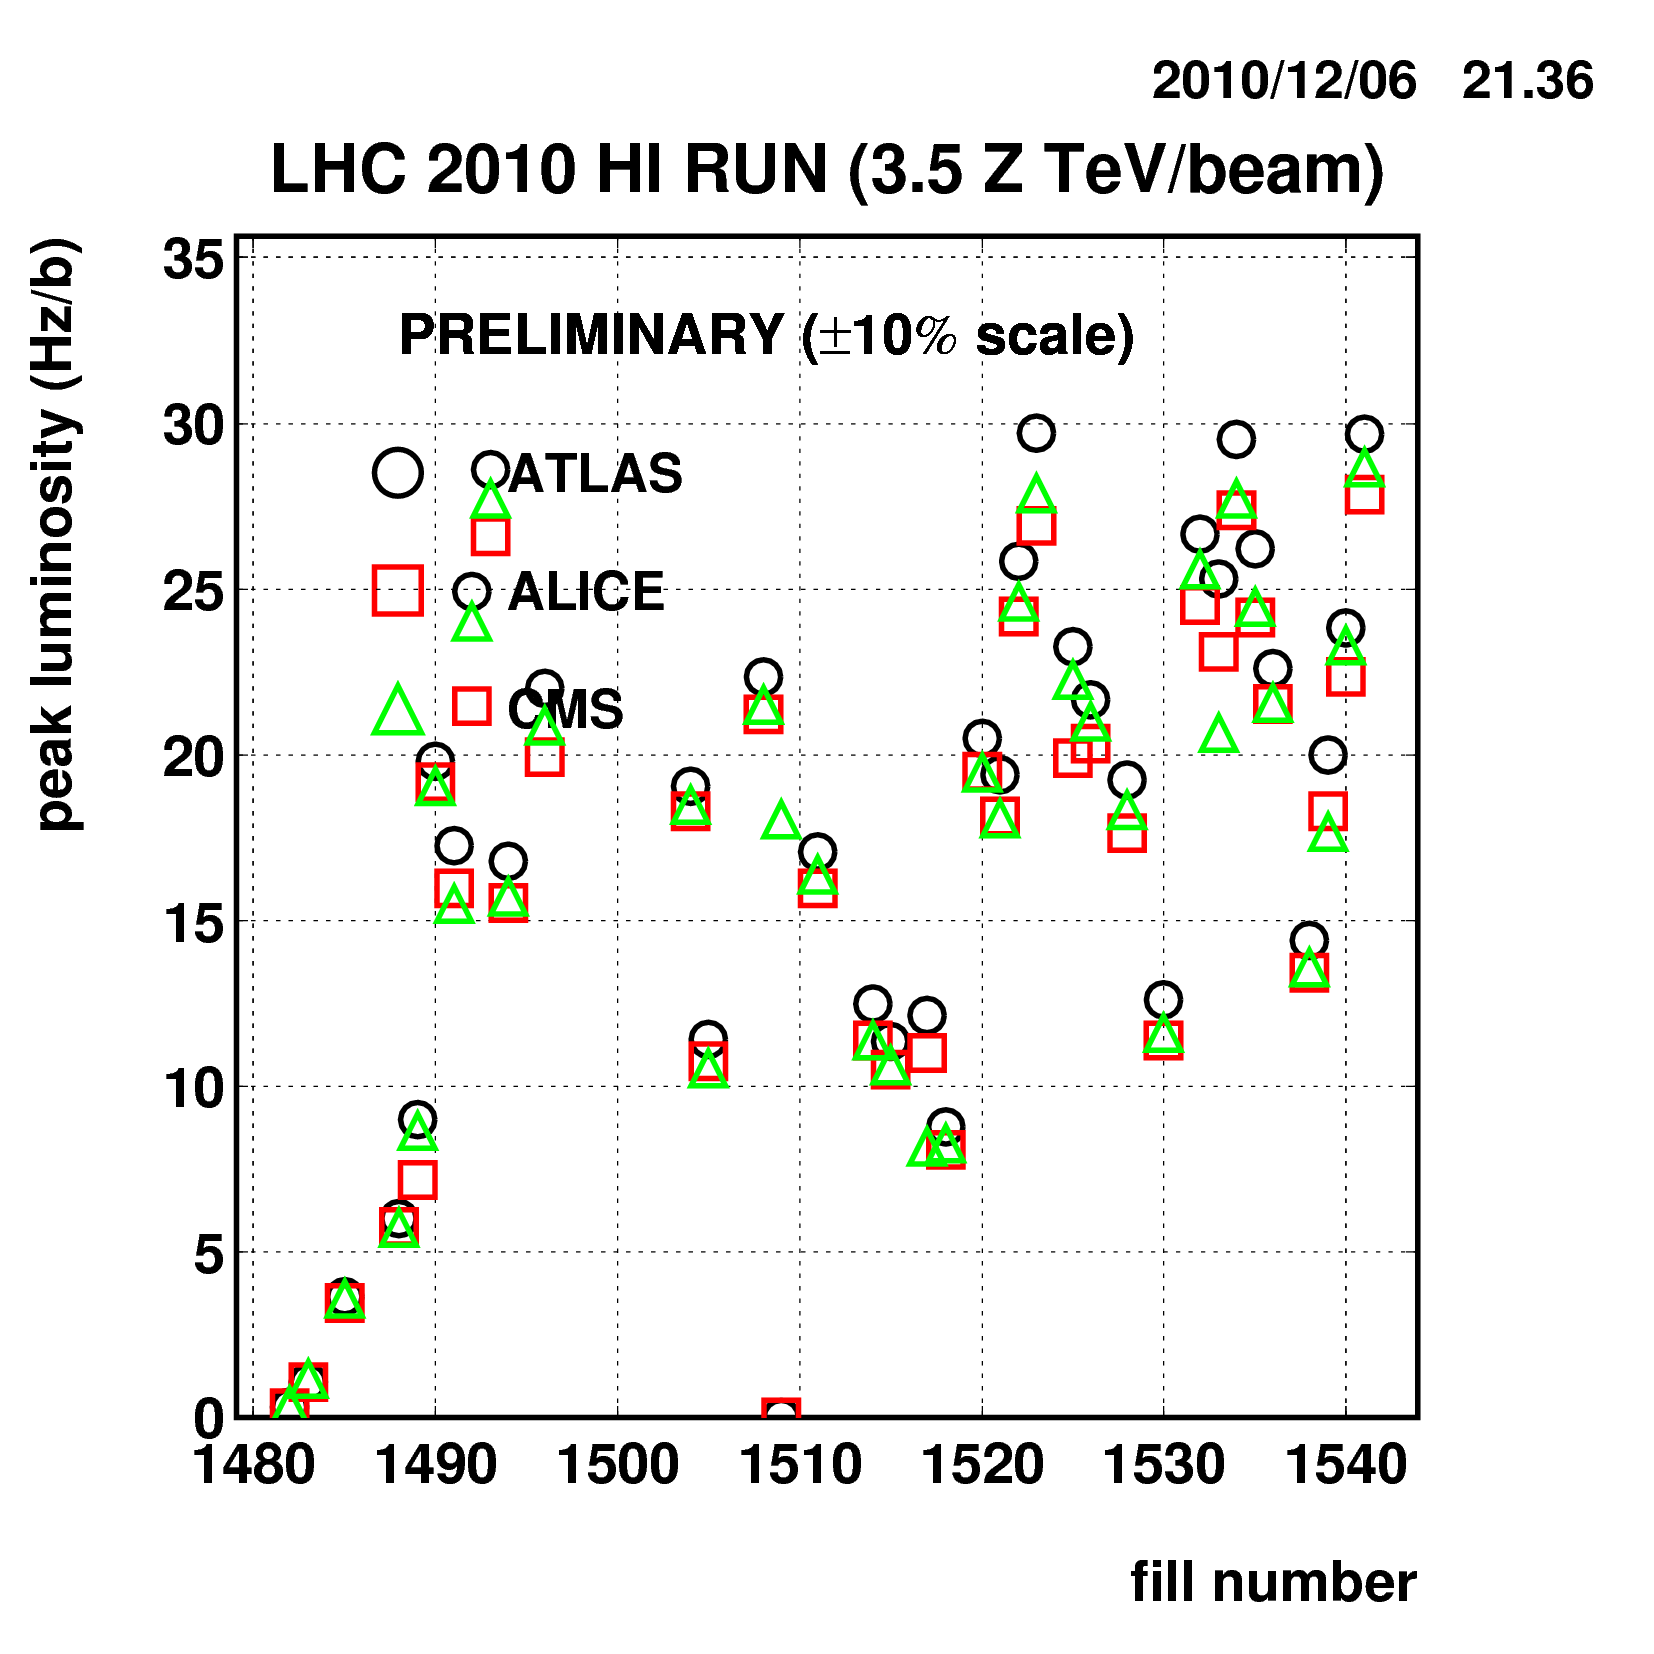 2010/12/06 21.36
LHC 2010 HI RUN (3.5 Z TeV/beam)
peak luminosity (Hz/b)
35
PRELIMINARY (±10% scale)
30
ATLAS
25
ALICE
CMS
20
15
10
5
0
1480 1490 1500 1510 1520 1530 1540
fill number